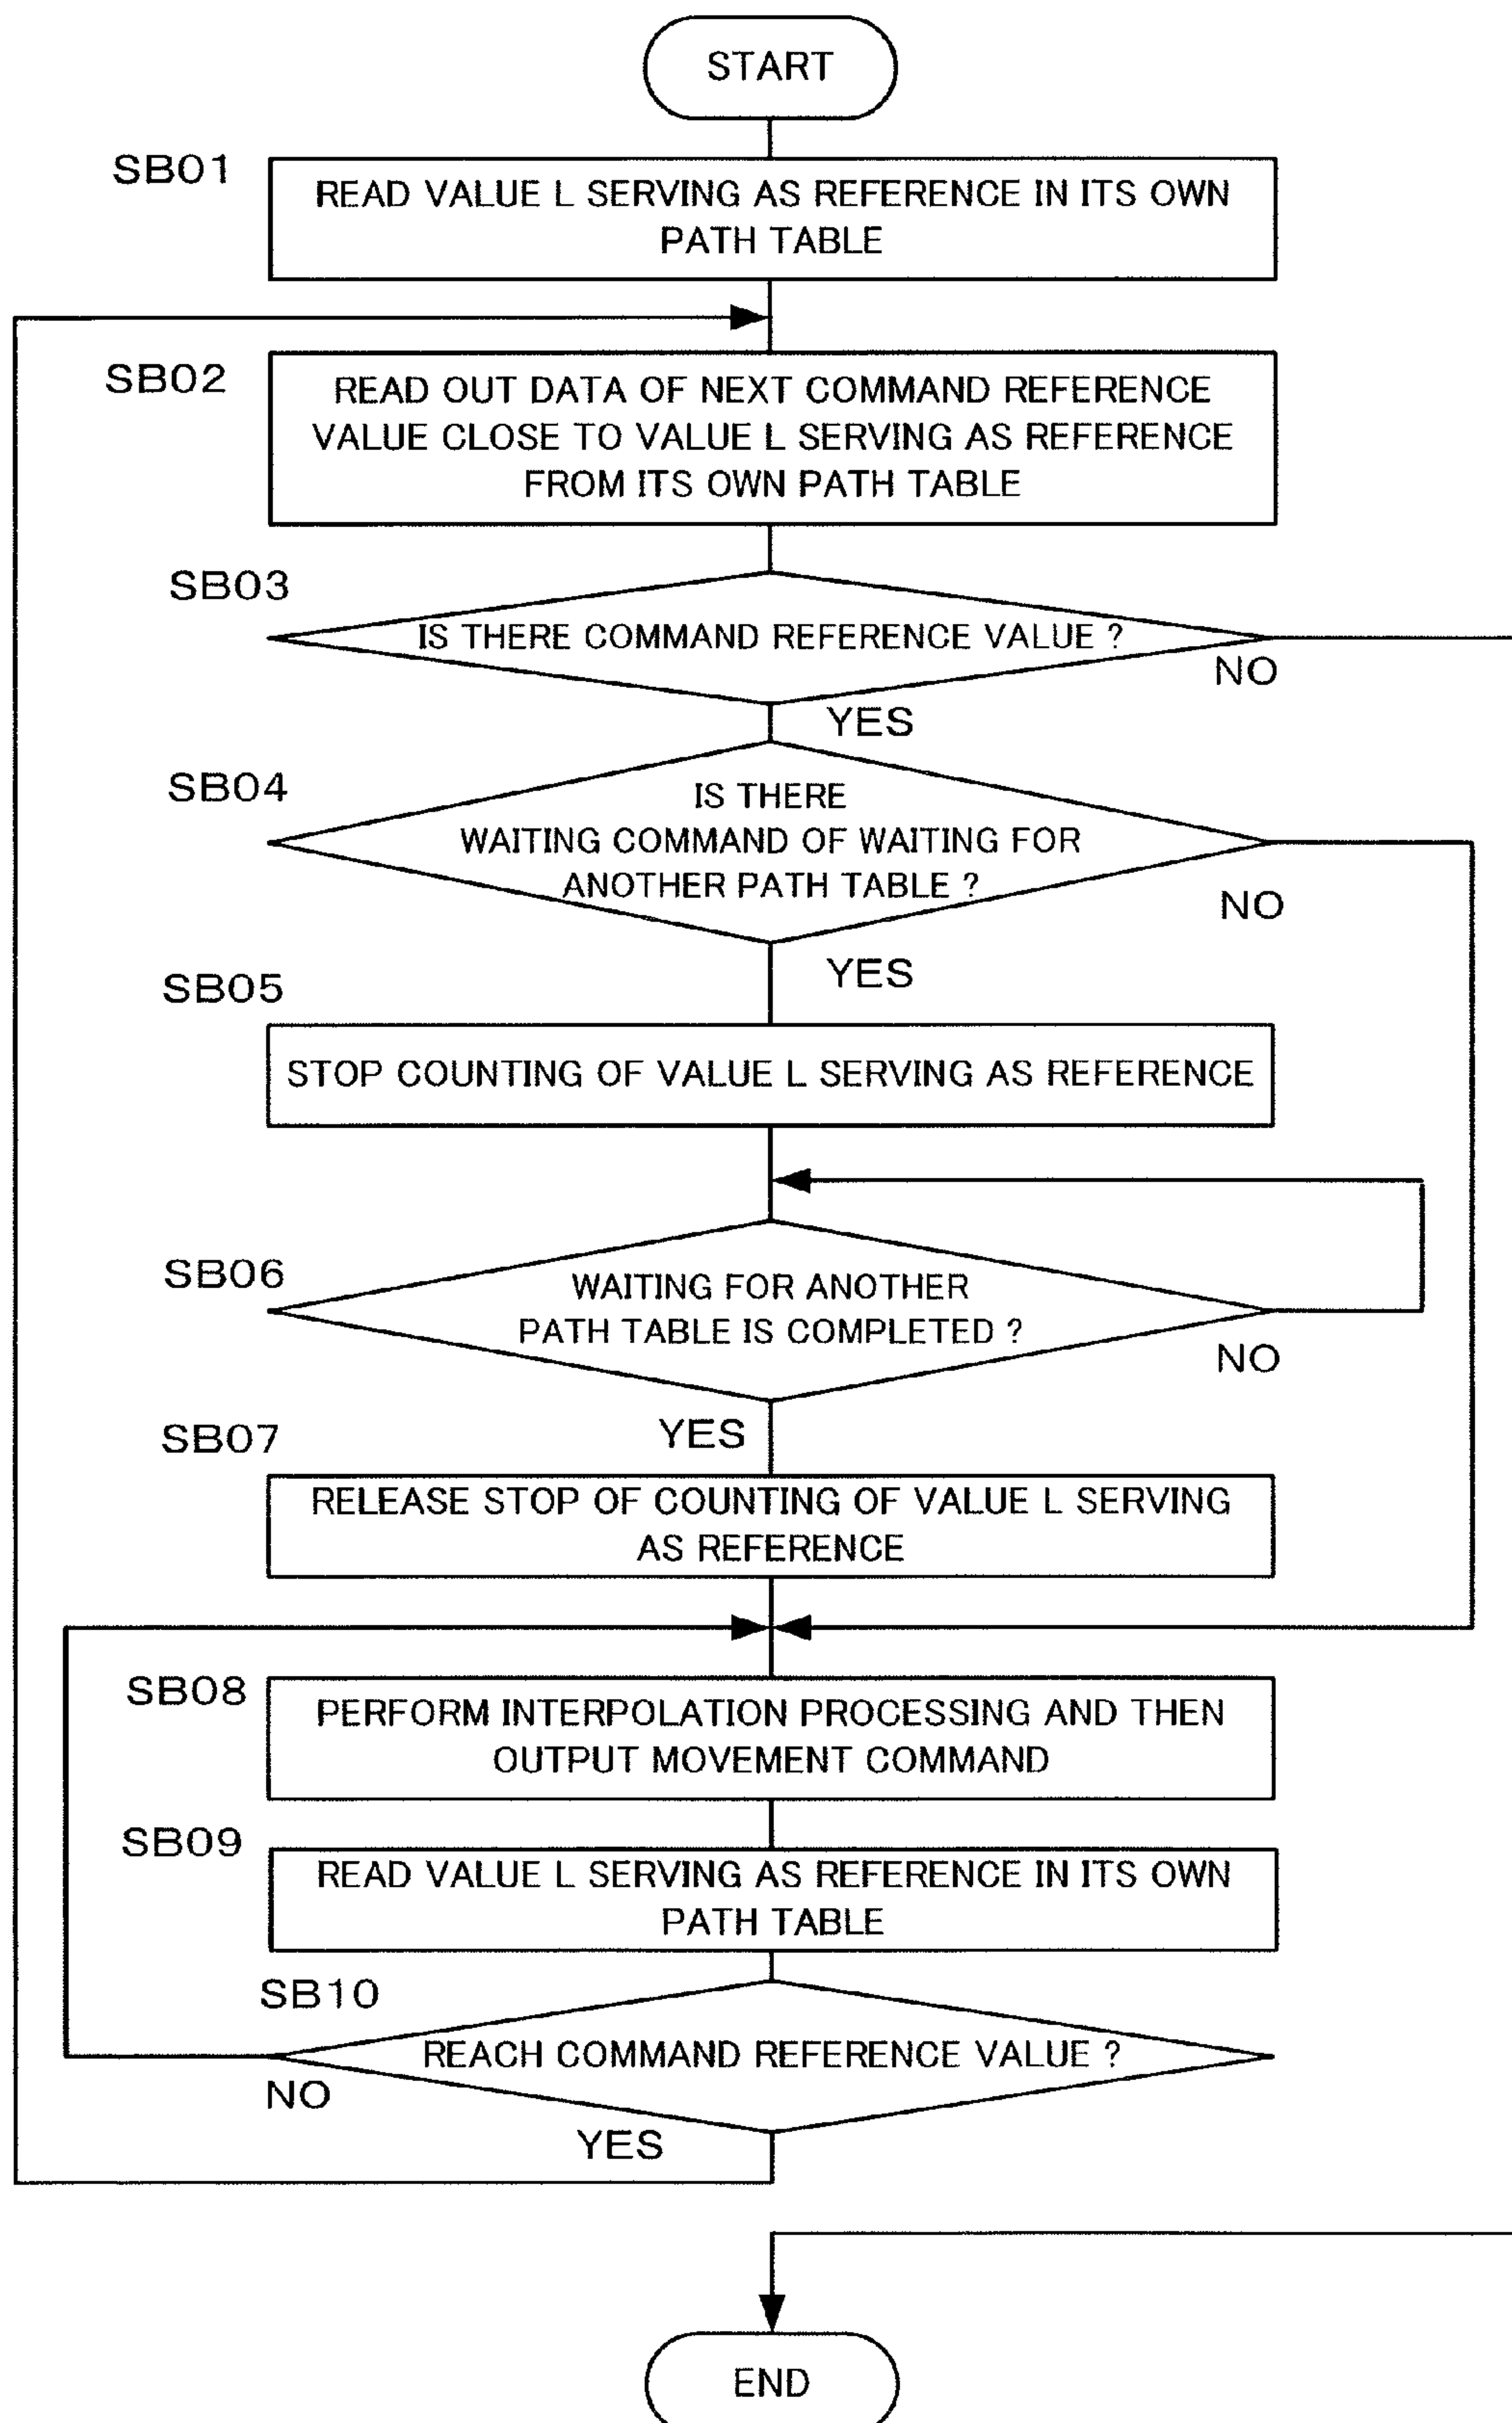 START
SB01
READ VALUE L SERVING AS REFERENCE IN ITS OWN
PATH TABLE
SB02
READ OUT DATA OF NEXT COMMAND REFERENCE
VALUE CLOSE TO VALUE L SERVING AS REFERENCE
FROM ITS OWN PATH TABLE
SB03
IS THERE COMMAND REFERENCE VALUE ?
NO
YES
SB04
IS THERE
WAITING COMMAND OF WAITING FOR
ANOTHER PATH TABLE ?
NO
YES
SB05
STOP COUNTING OF VALUE L SERVING AS REFERENCE
SB06
WAITING FOR ANOTHER
PATH TABLE IS COMPLETED ?
NO
YES
SB07
RELEASE STOP OF COUNTING OF VALUE L SERVING
AS REFERENCE
SB08
PERFORM INTERPOLATION PROCESSING AND THEN
OUTPUT MOVEMENT COMMAND
SB09
READ VALUE L SERVING AS REFERENCE IN ITS OWN
PATH TABLE
SB10
REACH COMMAND REFERENCE VALUE ?
NO
YES
END